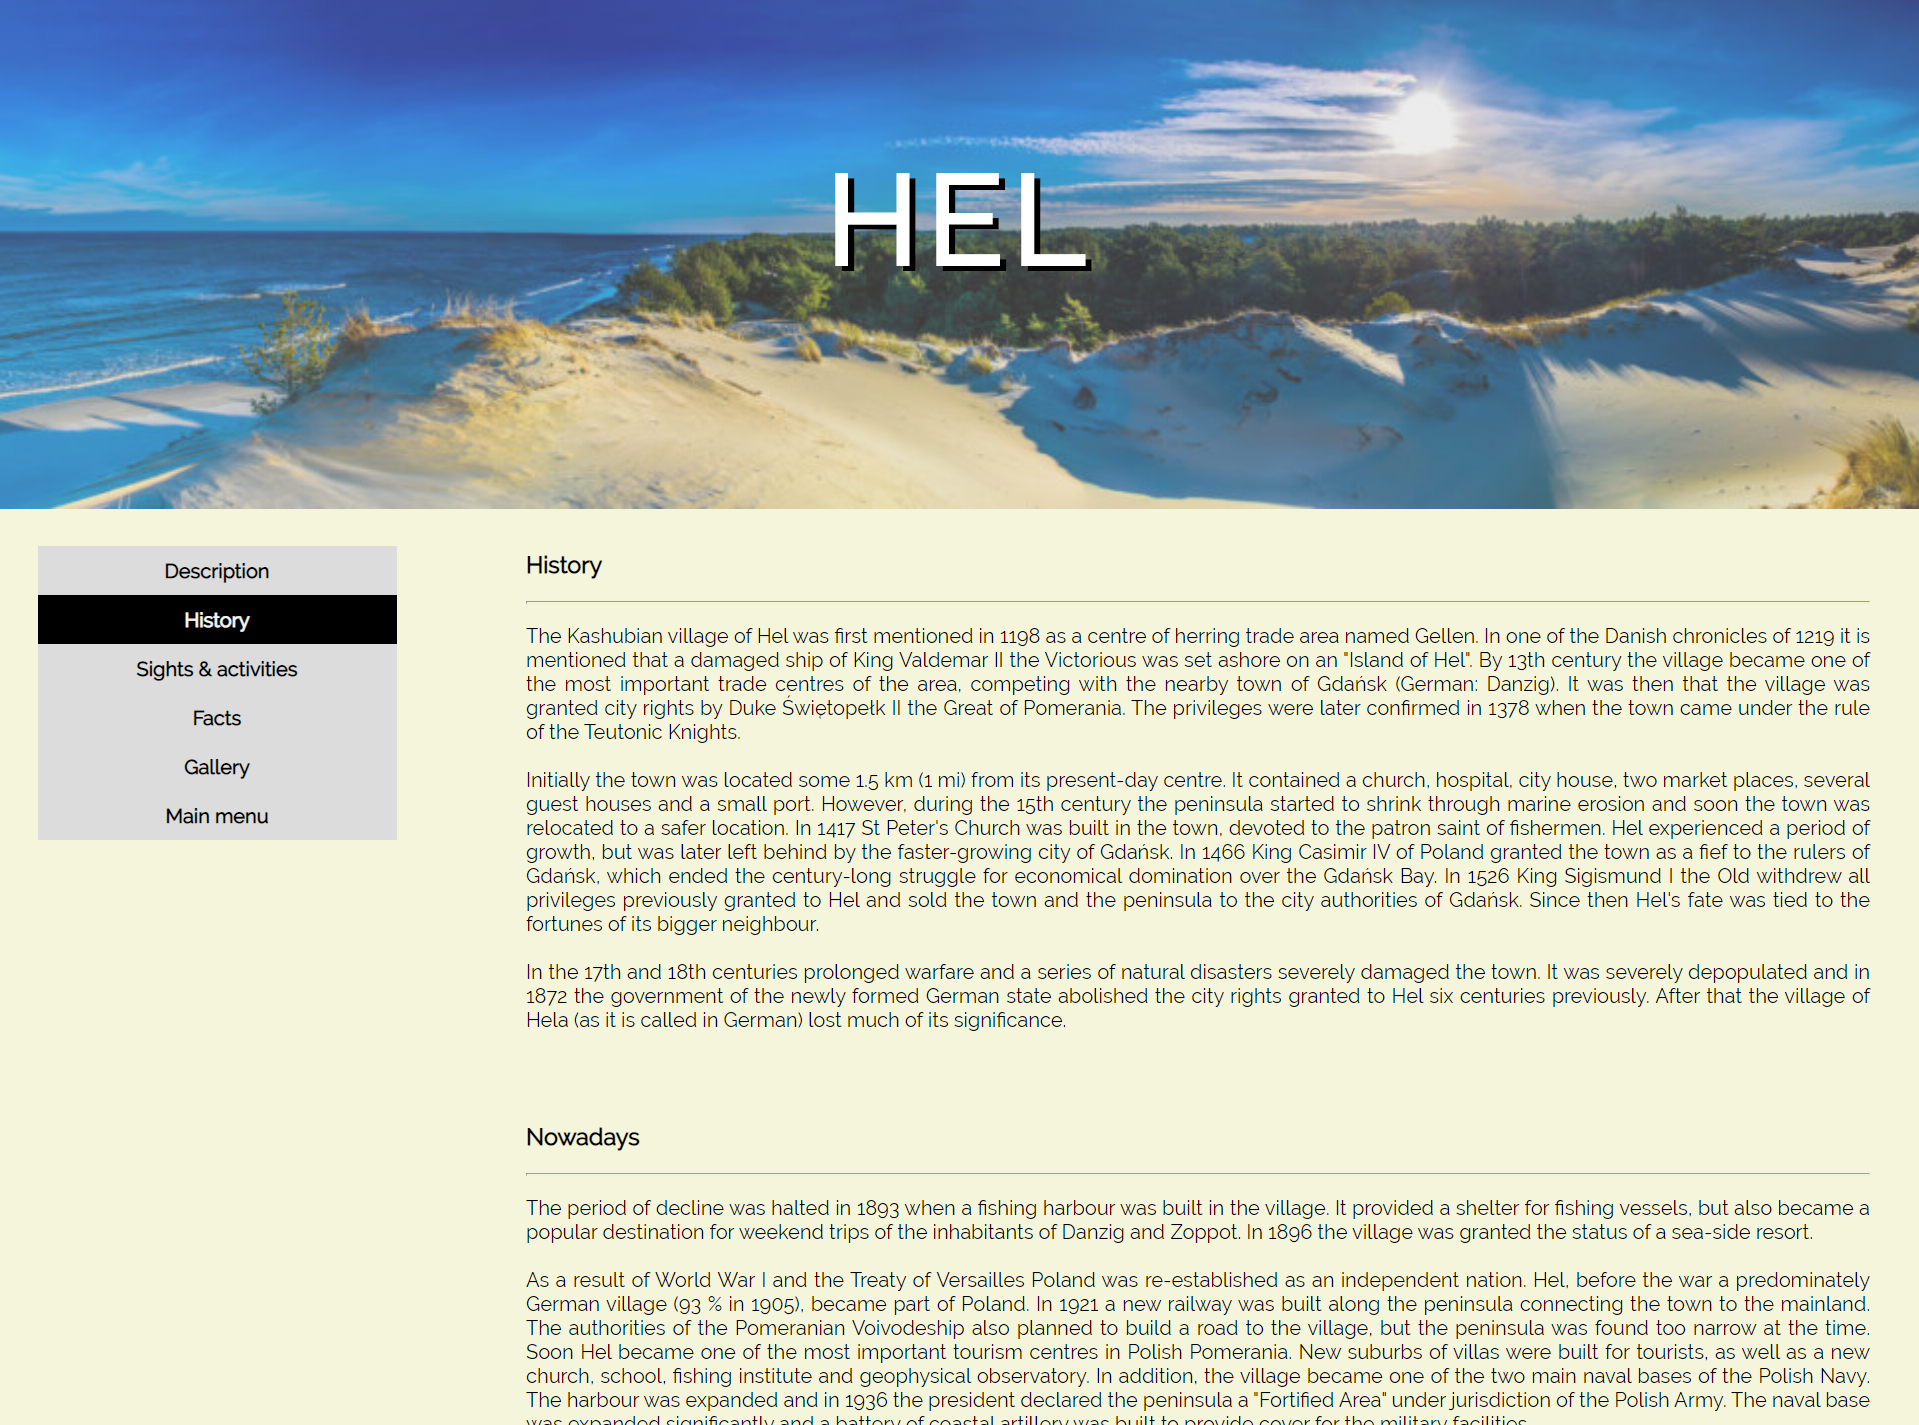 HEL
Description
History
Sights & activities
Facts
Gallery
Main menu
History
The Kashubian village of Hel was first mentioned in 1198 as a centre of herring trade area named Gellen. In one of the Danish chronicles of 1219 it is
mentioned that a damaged ship of King Valdemar II the Victorious was set ashore on an "Island of Hel". By 13th century the village became one of
the most important trade centres of the area, competing with the nearby town of Gdańsk (German: Danzig). It was then that the village was
granted city rights by Duke Świętopełk II the Great of Pomerania. The privileges were later confirmed in 1378 when the town came under the rule
of the Teutonic Knights.
Initially the town was located some 1.5 km (1 mi) from its present-day centre. It contained a church, hospital, city house, two market places, several
guest houses and a small port. However, during the 15th century the peninsula started to shrink through marine erosion and soon the town was
relocated to a safer location. In 1417 St Peter's Church was built in the town, devoted to the patron saint of fishermen. Hel experienced a period of
growth, but was later left behind by the faster-growing city of Gdańsk. In 1466 King Casimir IV of Poland granted the town as a fief to the rulers of
Gdańsk, which ended the century-long struggle for economical domination over the Gdańsk Bay. In 1526 King Sigismund I the Old withdrew all
privileges previously granted to Hel and sold the town and the peninsula to the city authorities of Gdańsk. Since then Hel's fate was tied to the
fortunes of its bigger neighbour.
In the 17th and 18th centuries prolonged warfare and a series of natural disasters severely damaged the town. It was severely depopulated and in
1872 the government of the newly formed German state abolished the city rights granted to Hel six centuries previously. After that the village of
Hela (as it is called in German) lost much of its significance.
Nowadays
The period of decline was halted in 1893 when a fishing harbour was built in the village. It provided a shelter for fishing vessels, but also became a
popular destination for weekend trips of the inhabitants of Danzig and Zoppot. In 1896 the village was granted the status of a sea-side resort.
As a result of World War I and the Treaty of Versailles Poland was re-established as an independent nation. Hel, before the war a predominately
German village (93 % in 1905), became part of Poland. In 1921 a new railway was built along the peninsula connecting the town to the mainland.
The authorities of the Pomeranian Voivodeship also planned to build a road to the village, but the peninsula was found too narrow at the time.
Soon Hel became one of the most important tourism centres in Polish Pomerania. New suburbs of villas were built for tourists, as well as a new
church, school, fishing institute and geophysical observatory. In addition, the village became one of the two main naval bases of the Polish Navy.
The harbour was expanded and in 1936 the president declared the peninsula a "Fortified Area" under jurisdiction of the Polish Army. The naval base
was expanded significantly and a battery of coastal artillery was built to provide cover for the military facilities.